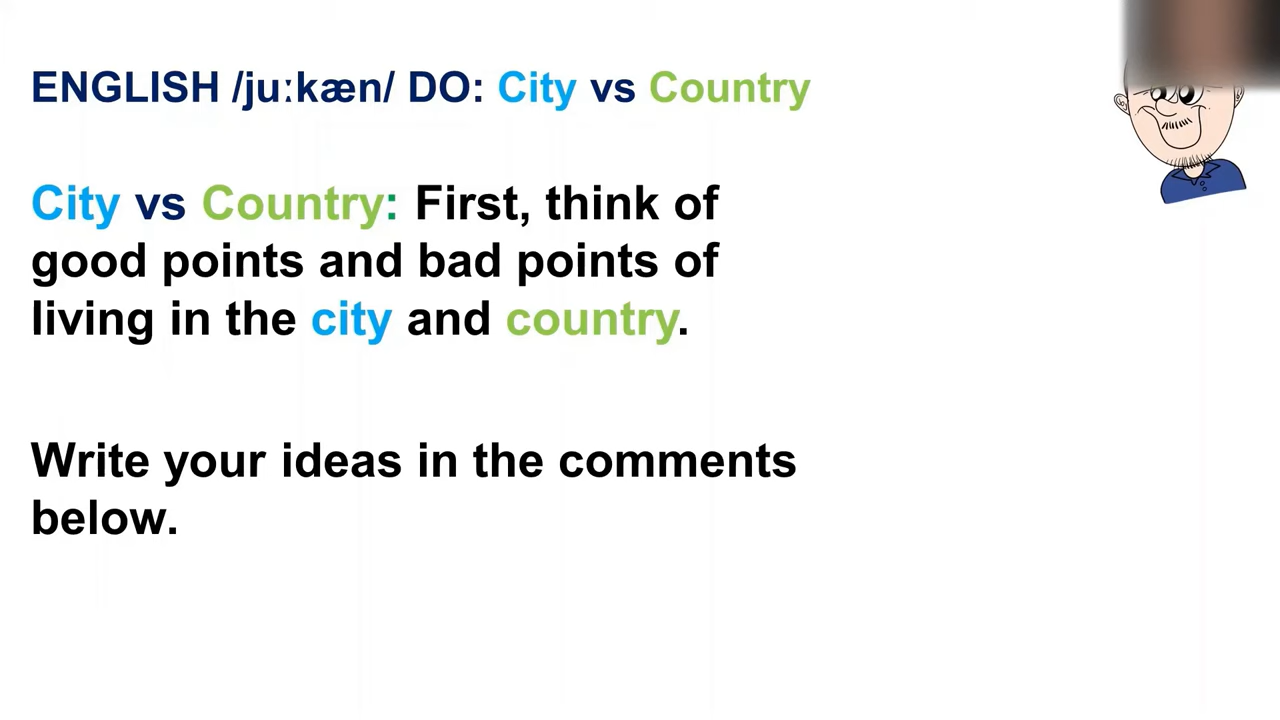 ENGLISH /juːkæn/ DO: City vs Country
City vs Country: First, think of
good points and bad points of
living in the city and country.
Write your ideas in the comments
below.